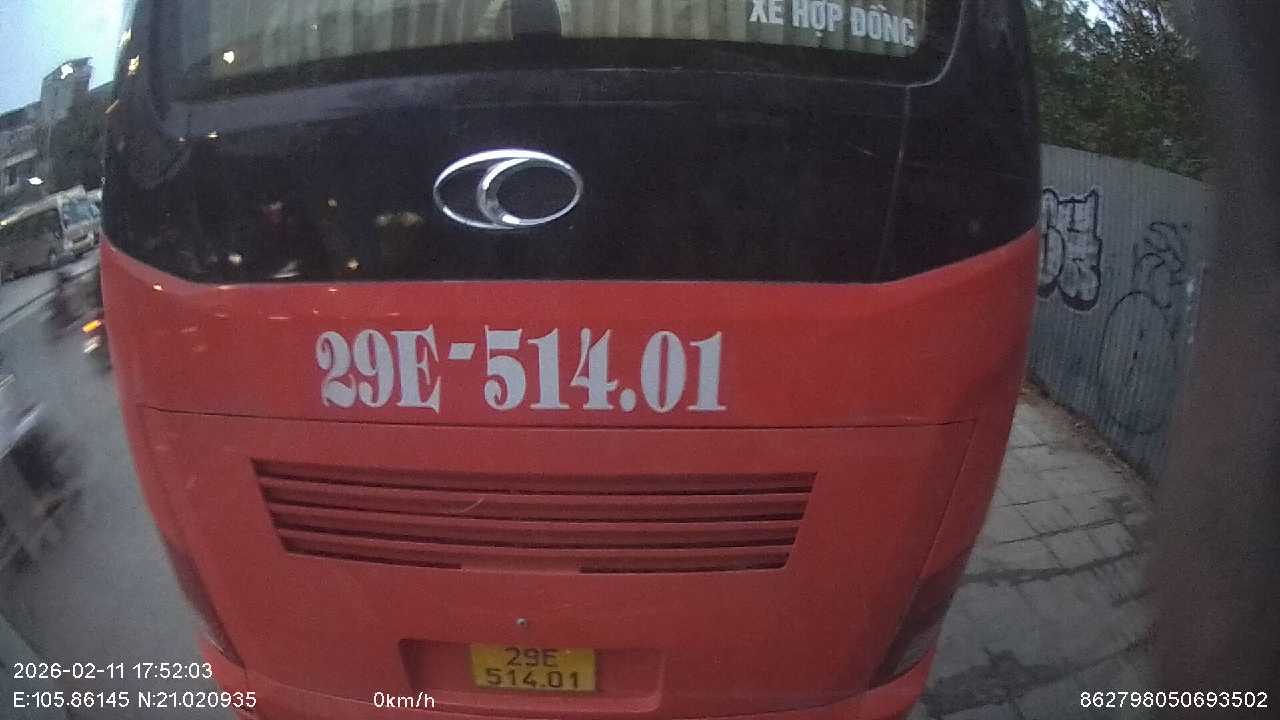 XE HỢP ĐỒNG
29E-514.01
29E
514.01
2026-02-11 17:52:03
E:105.86145 N:21.020935
0km/h
862798050693502